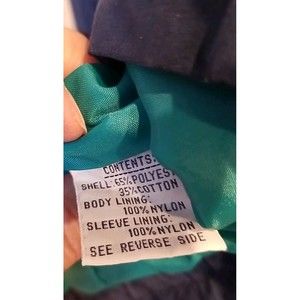 CONTENTS:
SHELL: 65% POLYES
35% COTTON
BODY LINING:
100% NYLON
SLEEVE LINING:
100% NYLON
SEE REVERSE SIDE